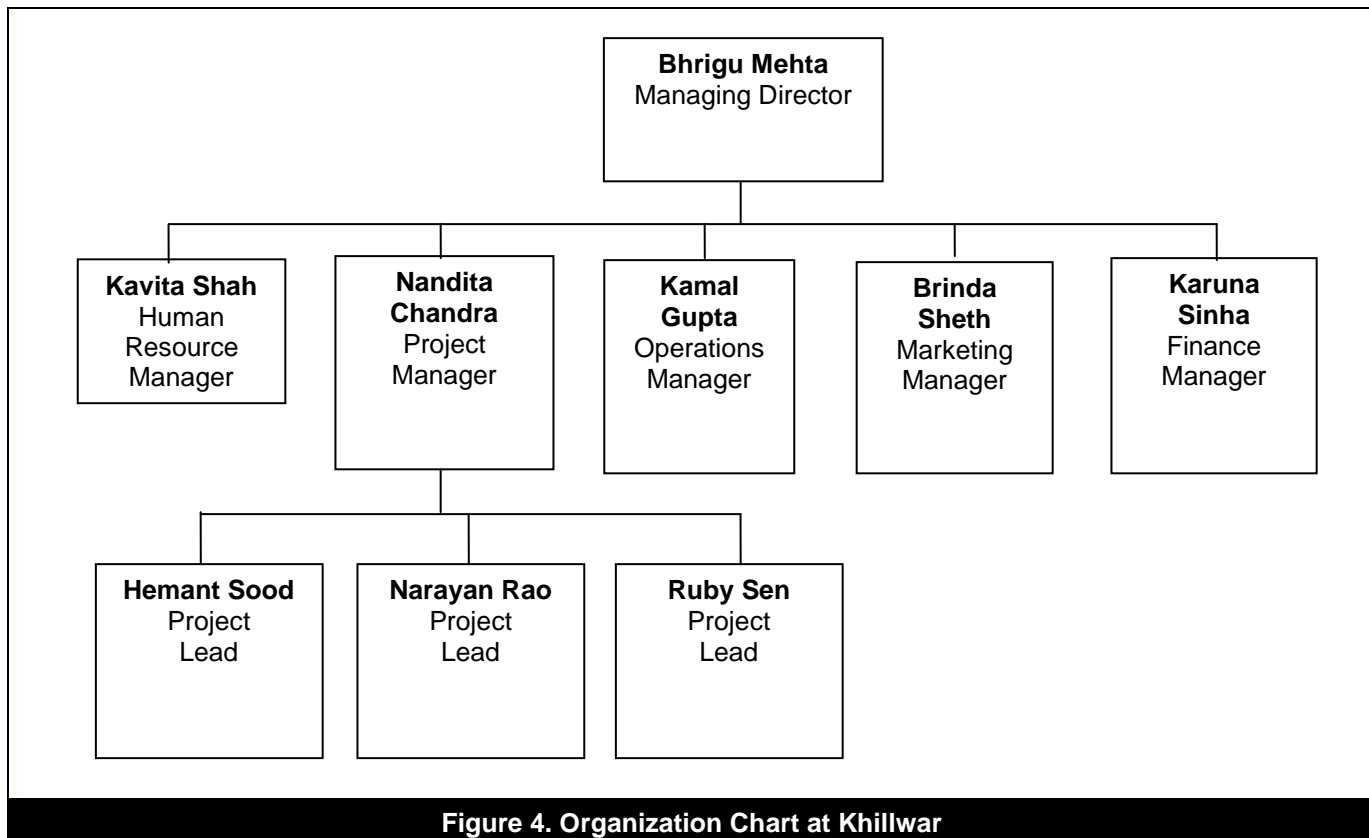 Bhrigu Mehta
Managing Director
Kavita Shah
Human
Resource
Manager
Nandita
Chandra
Project
Manager
Kamal
Gupta
Operations
Manager
Brinda
Sheth
Marketing
Manager
Karuna
Sinha
Finance
Manager
Hemant Sood
Project
Lead
Narayan Rao
Project
Lead
Ruby Sen
Project
Lead
Figure 4. Organization Chart at Khillwar